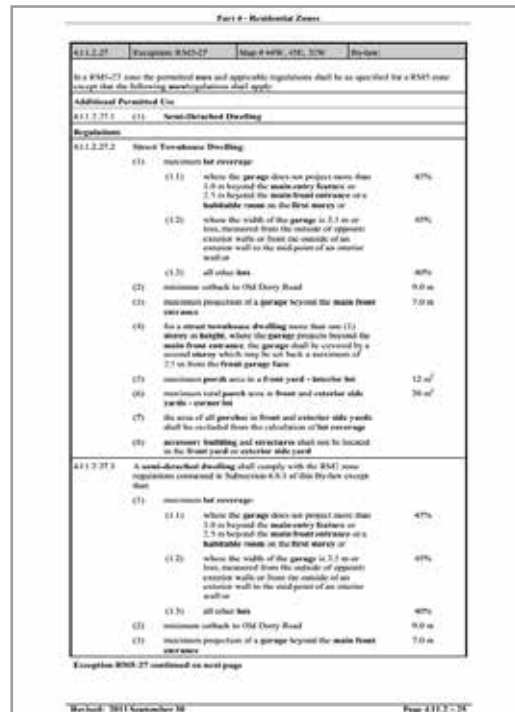 Part 4 - Residential Zones
4.11.2.27 Exception: RM5-27 Map # 44W, 45E, 52W By-law:
In a RM5-27 zone the permitted uses and applicable regulations shall be as specified for a RM5 zone
except that the following uses/regulations shall apply:
Additional Permitted Use
4.11.2.27.1 (1) Semi-Detached Dwelling
Regulations
4.11.2.27.2 Street Townhouse Dwelling:
(1) maximum lot coverage:
(1.1) where the garage does not project more than 45%
1.0 m beyond the main entry feature or
2.5 m beyond the main front entrance or a
habitable room on the first storey or
(1.2) where the width of the garage is 3.5 m or 45%
less, measured from the outside of opposite
exterior walls or from the outside of an
exterior wall to the mid-point of an interior
wall or
(1.3) all other lots 40%
(2) minimum setback to Old Derry Road 9.0 m
(3) maximum projection of a garage beyond the main front 7.0 m
entrance
(4) for a street townhouse dwelling more than one (1)
storey in height, where the garage projects beyond the
main front entrance, the garage shall be covered by a
second storey which may be set back a maximum of
2.5 m from the front garage face
(5) maximum porch area in a front yard - interior lot 12 m²
(6) maximum total porch area in front and exterior side 20 m²
yards - corner lot
(7) the area of all porches in front and exterior side yards
shall be excluded from the calculation of lot coverage
(8) accessory building and structures shall not be located
in the front yard or exterior side yard
4.11.2.27.3 A semi-detached dwelling shall comply with the RM2 zone
regulations contained in Subsection 4.8.1 of this By-law except
that:
(1) maximum lot coverage:
(1.1) where the garage does not project more than 45%
1.0 m beyond the main entry feature or
2.5 m beyond the main front entrance or a
habitable room on the first storey or
(1.2) where the width of the garage is 3.5 m or 45%
less, measured from the outside of opposite
exterior walls or from the outside of an
exterior wall to the mid-point of an interior
wall or
(1.3) all other lots 40%
(2) minimum setback to Old Derry Road 9.0 m
(3) maximum projection of a garage beyond the main front 7.0 m
entrance
Exception RM5-27 continued on next page
Revised: 2011 September 30 Page 4.11.2 ~ 25